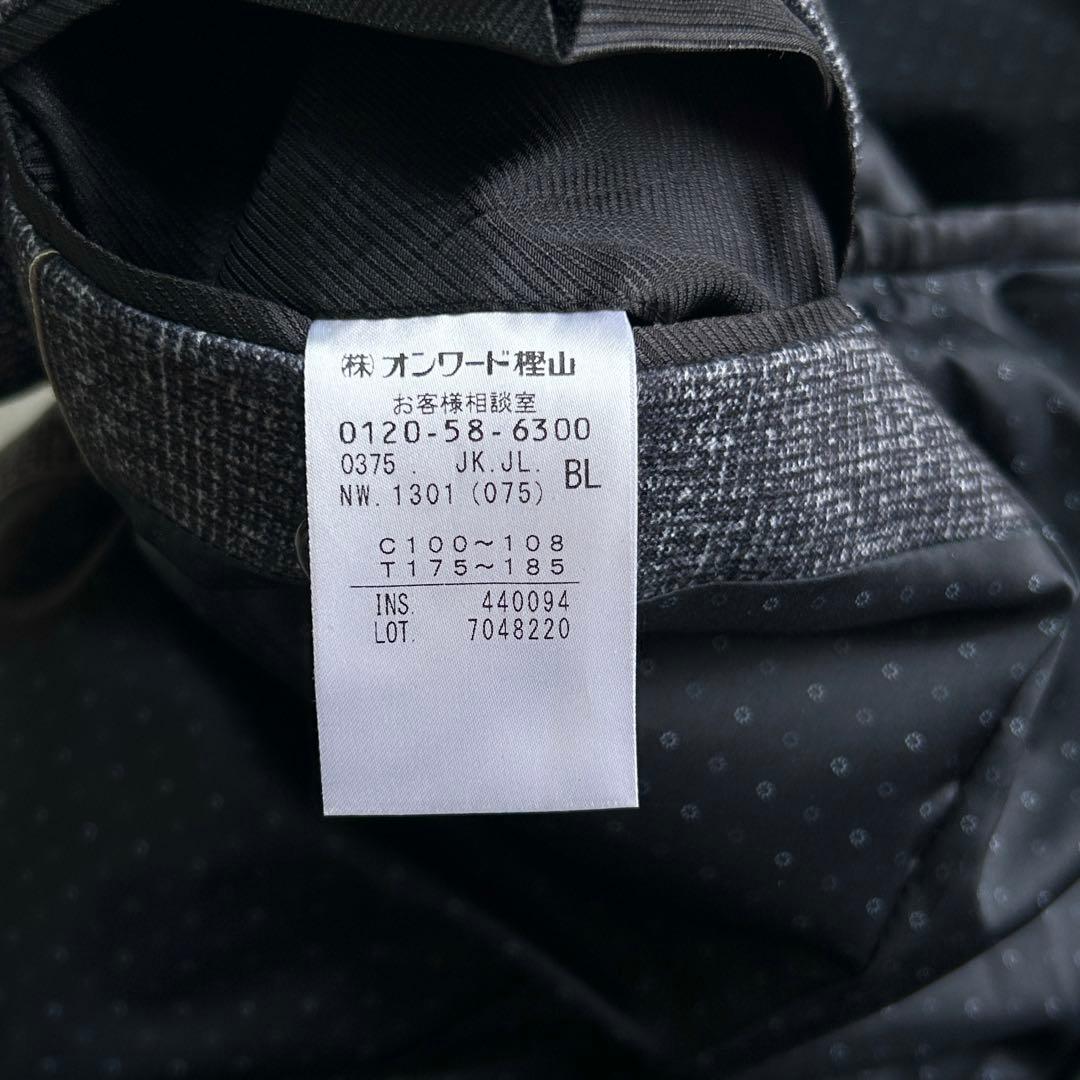 ㈱オンワード樫山
お客様相談室
0120-58-6300
0375. JK.JL. BL
NW. 1301 (075)
C100～108
T175～185
INS. 440094
LOT. 7048220